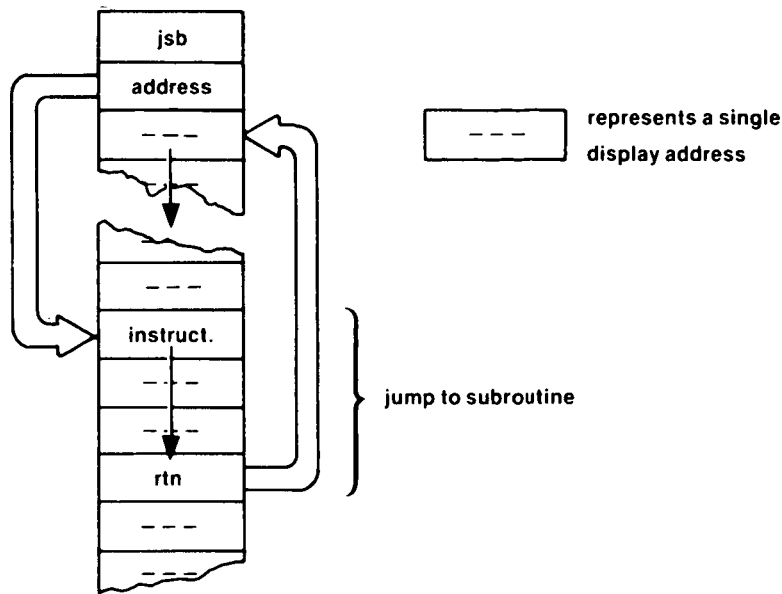 jsb
address
- - -
- - -
- - -
- - -
instruct.
- - -
- - -
rtn
- - -
- - -
- - -
represents a single
display address
jump to subroutine